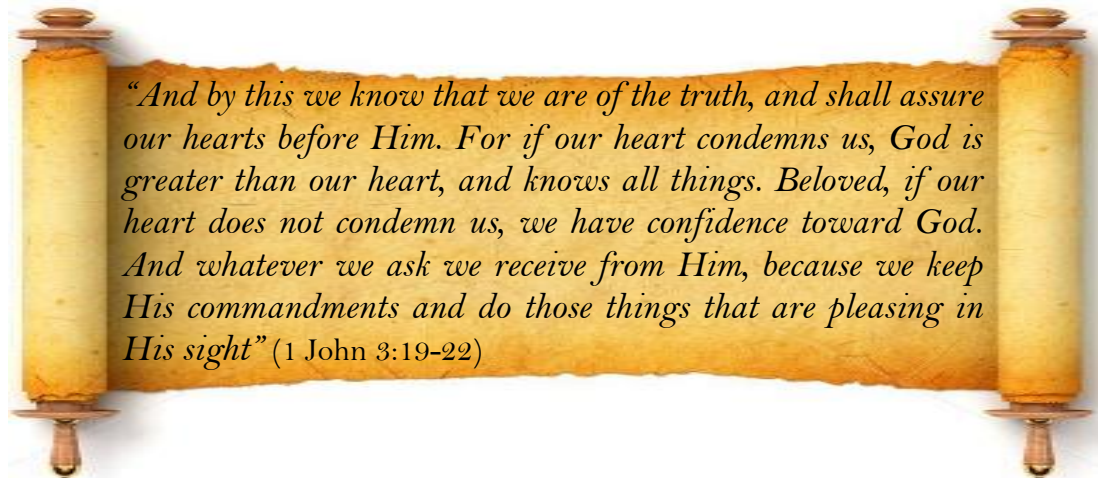 “And by this we know that we are of the truth, and shall assure
our hearts before Him. For if our heart condemns us, God is
greater than our heart, and knows all things. Beloved, if our
heart does not condemn us, we have confidence toward God.
And whatever we ask we receive from Him, because we keep
His commandments and do those things that are pleasing in
His sight” (1 John 3:19-22)